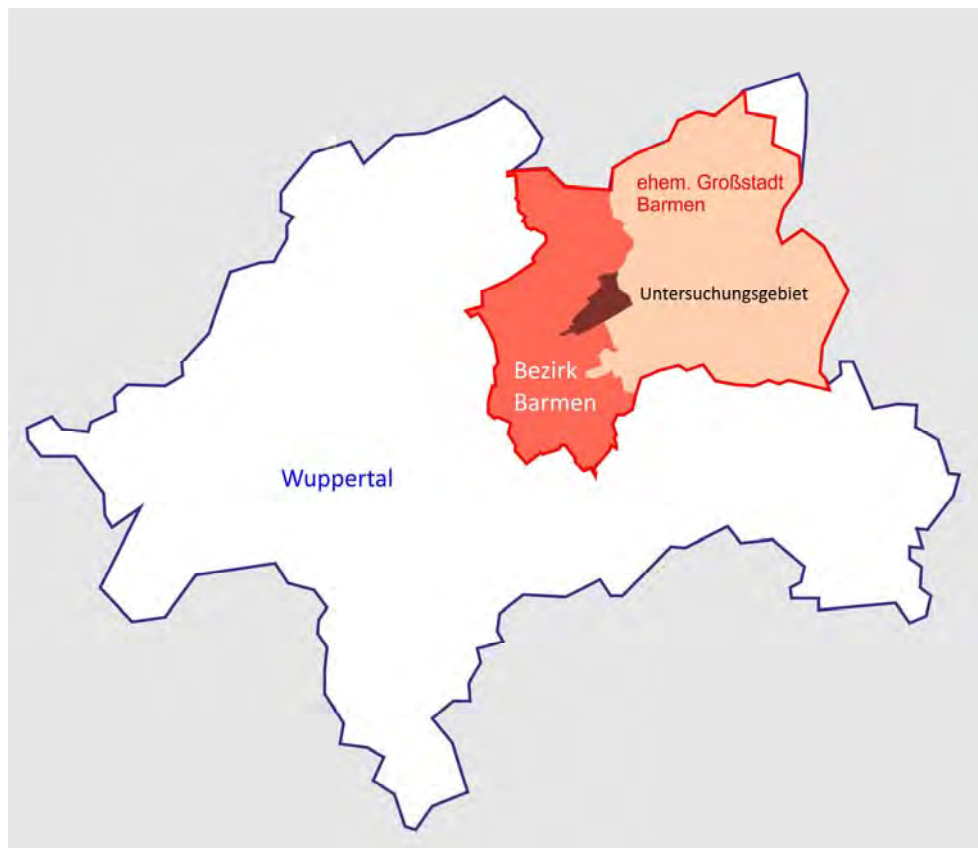 ehem. Großstadt
Barmen
Untersuchungsgebiet
Bezirk
Barmen
Wuppertal